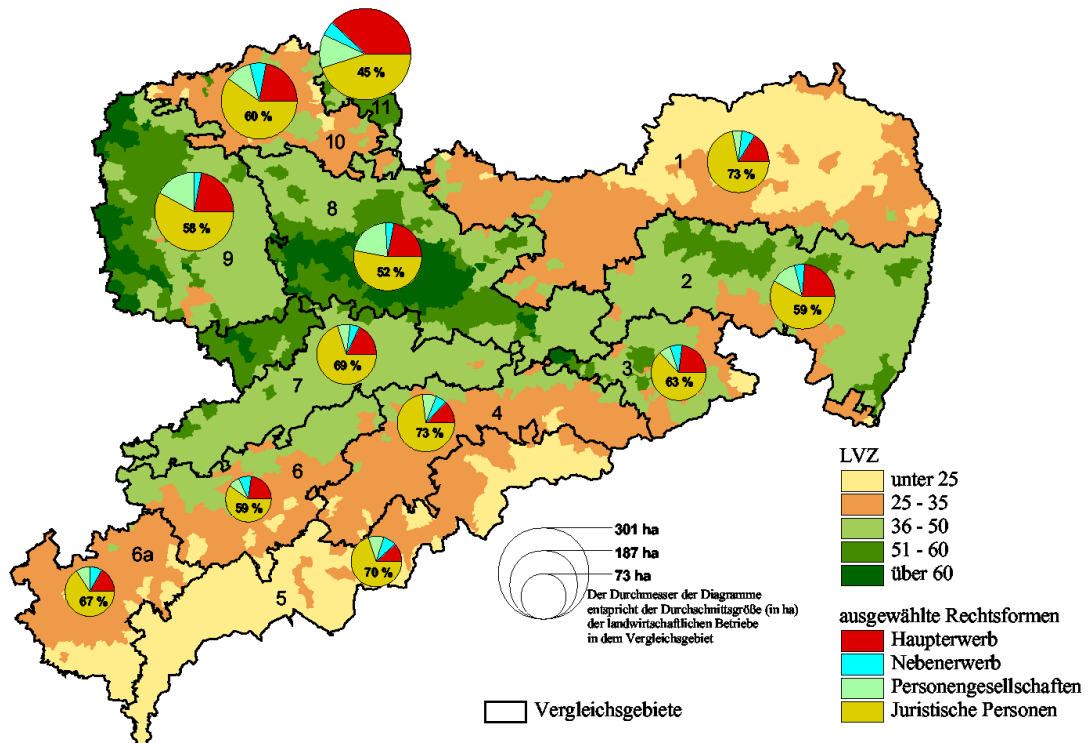 45 %
11
60 %
10
1
73 %
58 %
9
8
52 %
2
59 %
69 %
7
3
63 %
73 %
4
6
59 %
6a
67 %
5
70 %
301 ha
187 ha
73 ha
Der Durchmesser der Diagramme
entspricht der Durchschnittsgröße (in ha)
der landwirtschaftlichen Betriebe
in dem Vergleichsgebiet
Vergleichsgebiete
LVZ
unter 25
25 - 35
36 - 50
51 - 60
über 60
ausgewählte Rechtsformen
Haupterwerb
Nebenerwerb
Personengesellschaften
Juristische Personen